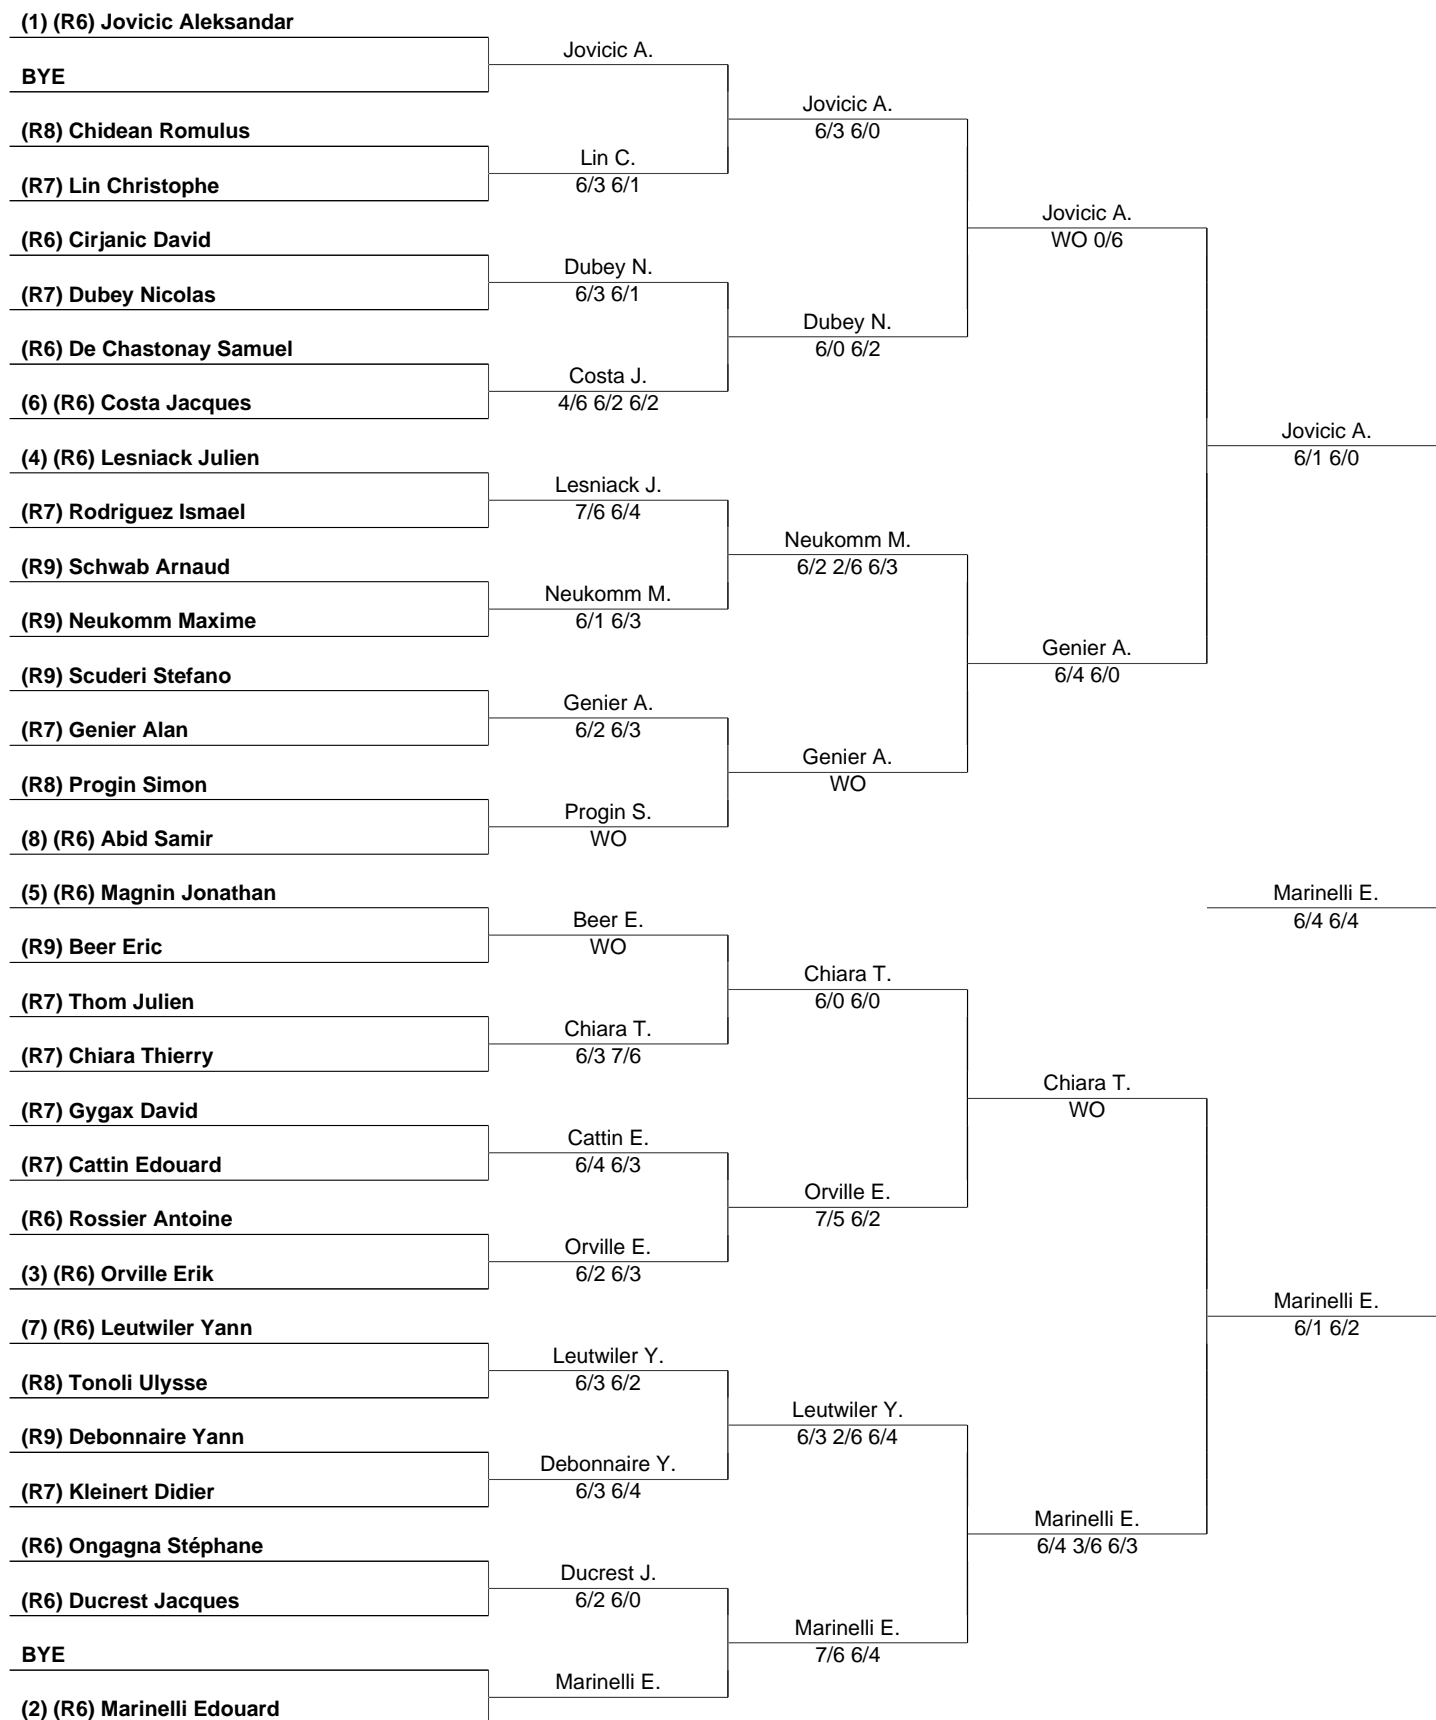 (1) (R6) Jovicic Aleksandar
Jovicic A.
BYE
Jovicic A.
6/3 6/0
(R8) Chidean Romulus
Lin C.
6/3 6/1
(R7) Lin Christophe
Jovicic A.
WO 0/6
(R6) Cirjanic David
Dubey N.
6/3 6/1
(R7) Dubey Nicolas
Dubey N.
6/0 6/2
(R6) De Chastonay Samuel
Costa J.
4/6 6/2 6/2
(6) (R6) Costa Jacques
Jovicic A.
6/1 6/0
(4) (R6) Lesniack Julien
Lesniack J.
7/6 6/4
(R7) Rodriguez Ismael
Neukomm M.
6/2 2/6 6/3
(R9) Schwab Arnaud
Neukomm M.
6/1 6/3
(R9) Neukomm Maxime
Genier A.
6/4 6/0
(R9) Scuderi Stefano
Genier A.
6/2 6/3
(R7) Genier Alan
Genier A.
WO
(R8) Progin Simon
Progin S.
WO
(8) (R6) Abid Samir
Marinelli E.
6/4 6/4
(5) (R6) Magnin Jonathan
Beer E.
WO
(R9) Beer Eric
Chiara T.
6/0 6/0
(R7) Thom Julien
Chiara T.
6/3 7/6
(R7) Chiara Thierry
Chiara T.
WO
(R7) Gygax David
Cattin E.
6/4 6/3
(R7) Cattin Edouard
Orville E.
7/5 6/2
(R6) Rossier Antoine
Orville E.
6/2 6/3
(3) (R6) Orville Erik
Marinelli E.
6/1 6/2
(7) (R6) Leutwiler Yann
Leutwiler Y.
6/3 6/2
(R8) Tonoli Ulysse
Leutwiler Y.
6/3 2/6 6/4
(R9) Debonnaire Yann
Debonnaire Y.
6/3 6/4
(R7) Kleinert Didier
Marinelli E.
6/4 3/6 6/3
(R6) Ongagna Stéphane
Ducrest J.
6/2 6/0
(R6) Ducrest Jacques
Marinelli E.
7/6 6/4
BYE
Marinelli E.
(2) (R6) Marinelli Edouard